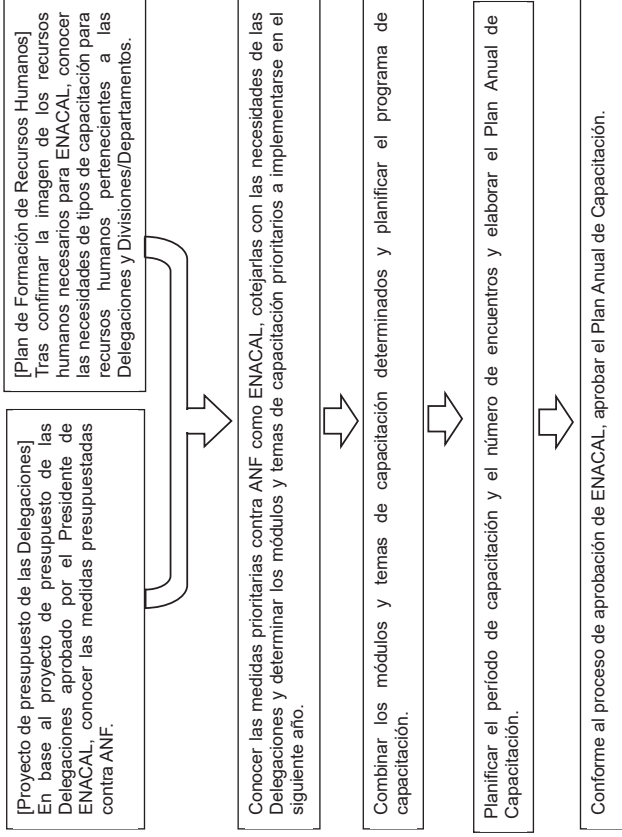 [Proyecto de presupuesto de las Delegaciones]
En base al proyecto de presupuesto de las
Delegaciones aprobado por el Presidente de
ENACAL, conocer las medidas presupuestadas
contra ANF.
[Plan de Formación de Recursos Humanos]
Tras confirmar la imagen de los recursos
humanos necesarios para ENACAL, conocer
las necesidades de tipos de capacitación para
recursos humanos pertenecientes a las
Delegaciones y Divisiones/Departamentos.
Conocer las medidas prioritarias contra ANF como ENACAL, cotejarlas con las necesidades de las
Delegaciones y determinar los módulos y temas de capacitación prioritarios a implementarse en el
siguiente año.
Combinar los módulos y temas de capacitación determinados y planificar el programa de
capacitación.
Planificar el período de capacitación y el número de encuentros y elaborar el Plan Anual de
Capacitación.
Conforme al proceso de aprobación de ENACAL, aprobar el Plan Anual de Capacitación.